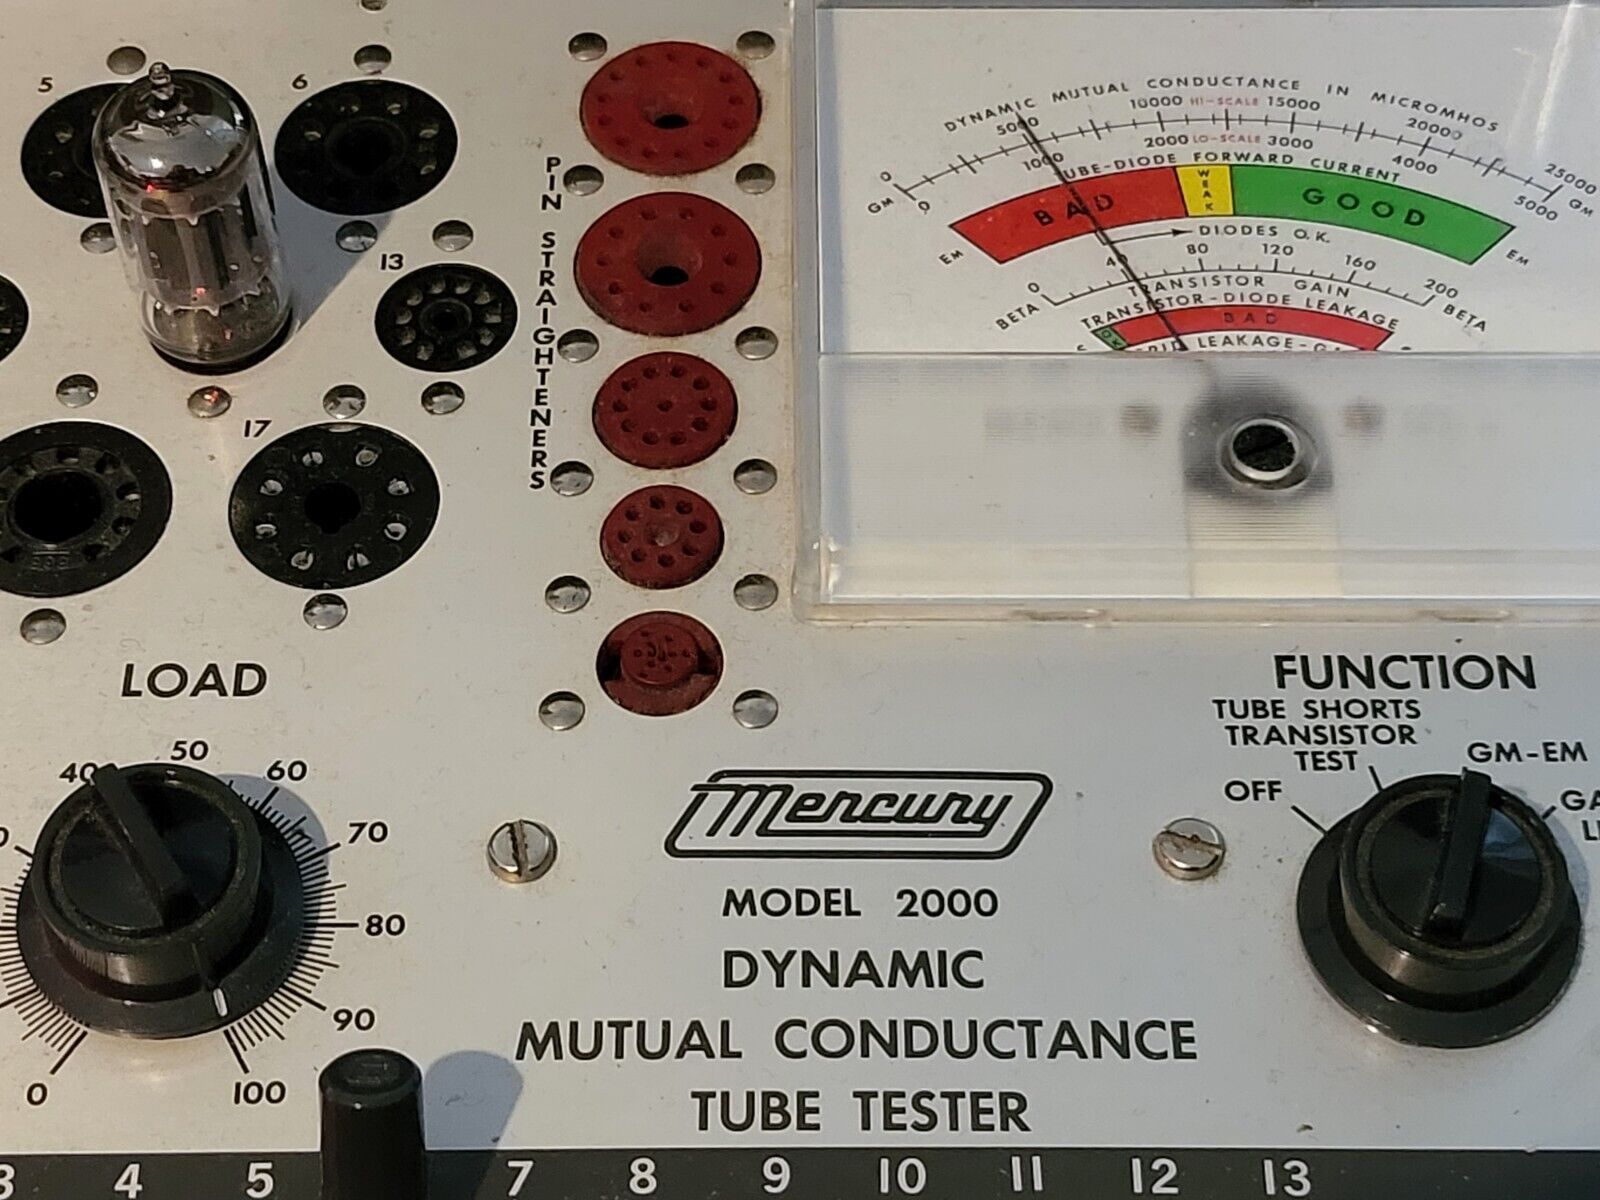 5
6
13
17
PIN STRAIGHTENERS
DYNAMIC MUTUAL CONDUCTANCE IN MICROMHOS
0 5000 10000 HI-SCALE 15000 20000 25000
GM 0 1000 2000 LO-SCALE 3000 4000 5000 GM
FORWARD CURRENT
EM BAD WEAK GOOD EM
DIODES O.K.
0 40 80 120 160 200
BETA TRANSISTOR GAIN BETA
TRANSISTOR-DIODE LEAKAGE
BAD
LEAKAGE-
LOAD
40 50 60 70 80 90 100 0
FUNCTION
TUBE SHORTS
TRANSISTOR
TEST
OFF
GM-EM
Mercury
MODEL 2000
DYNAMIC
MUTUAL CONDUCTANCE
TUBE TESTER
3 4 5 7 8 9 10 11 12 13